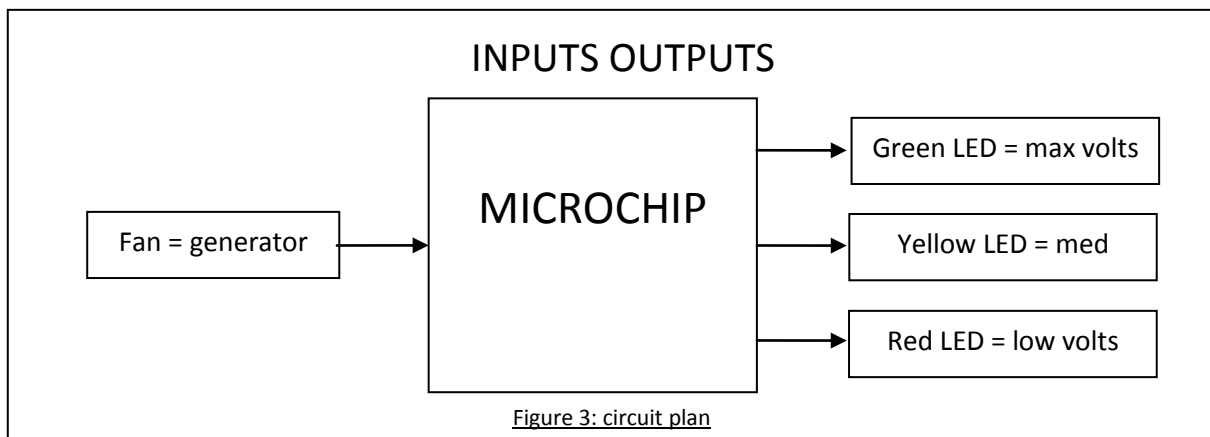 INPUTS OUTPUTS
MICROCHIP
Fan = generator
Green LED = max volts
Yellow LED = med
Red LED = low volts
Figure 3: circuit plan